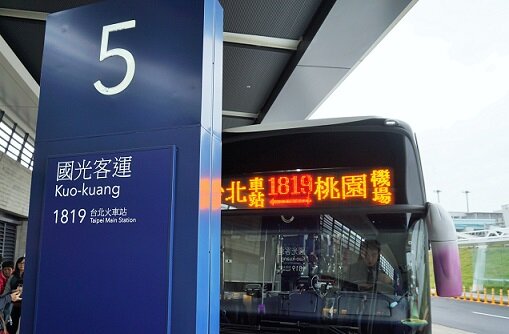 5
國光客運
Kuo-kuang
1819 台北火車站
Taipei Main Station
台北車站 1819 桃園機場